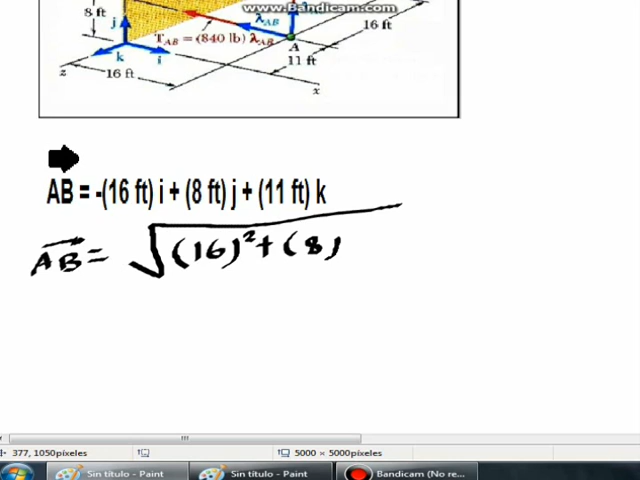 www.Bandicam.com
8 ft
j
λAB
16 ft
TAB = (840 lb) λAB
A
k
i
11 ft
z
16 ft
x
AB = -(16 ft) i + (8 ft) j + (11 ft) k
AB = √(16)² + (8)
377, 1050píxeles
5000 × 5000píxeles
Sin título - Paint
Sin título - Paint
Bandicam (No re...